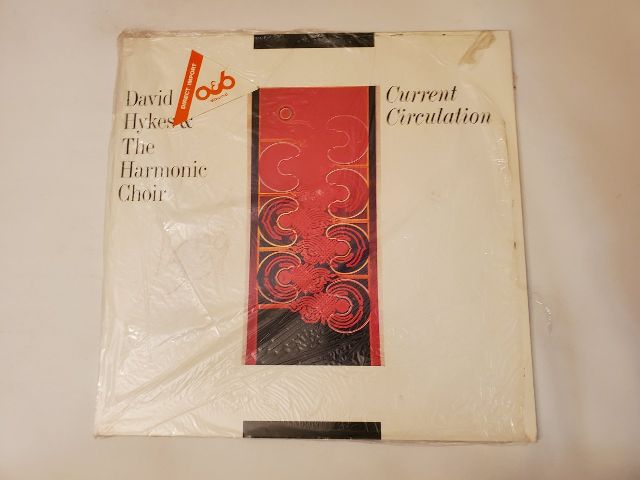 David
Hykes &
The
Harmonic
Choir
DIRECT IMPORT
Current
Circulation